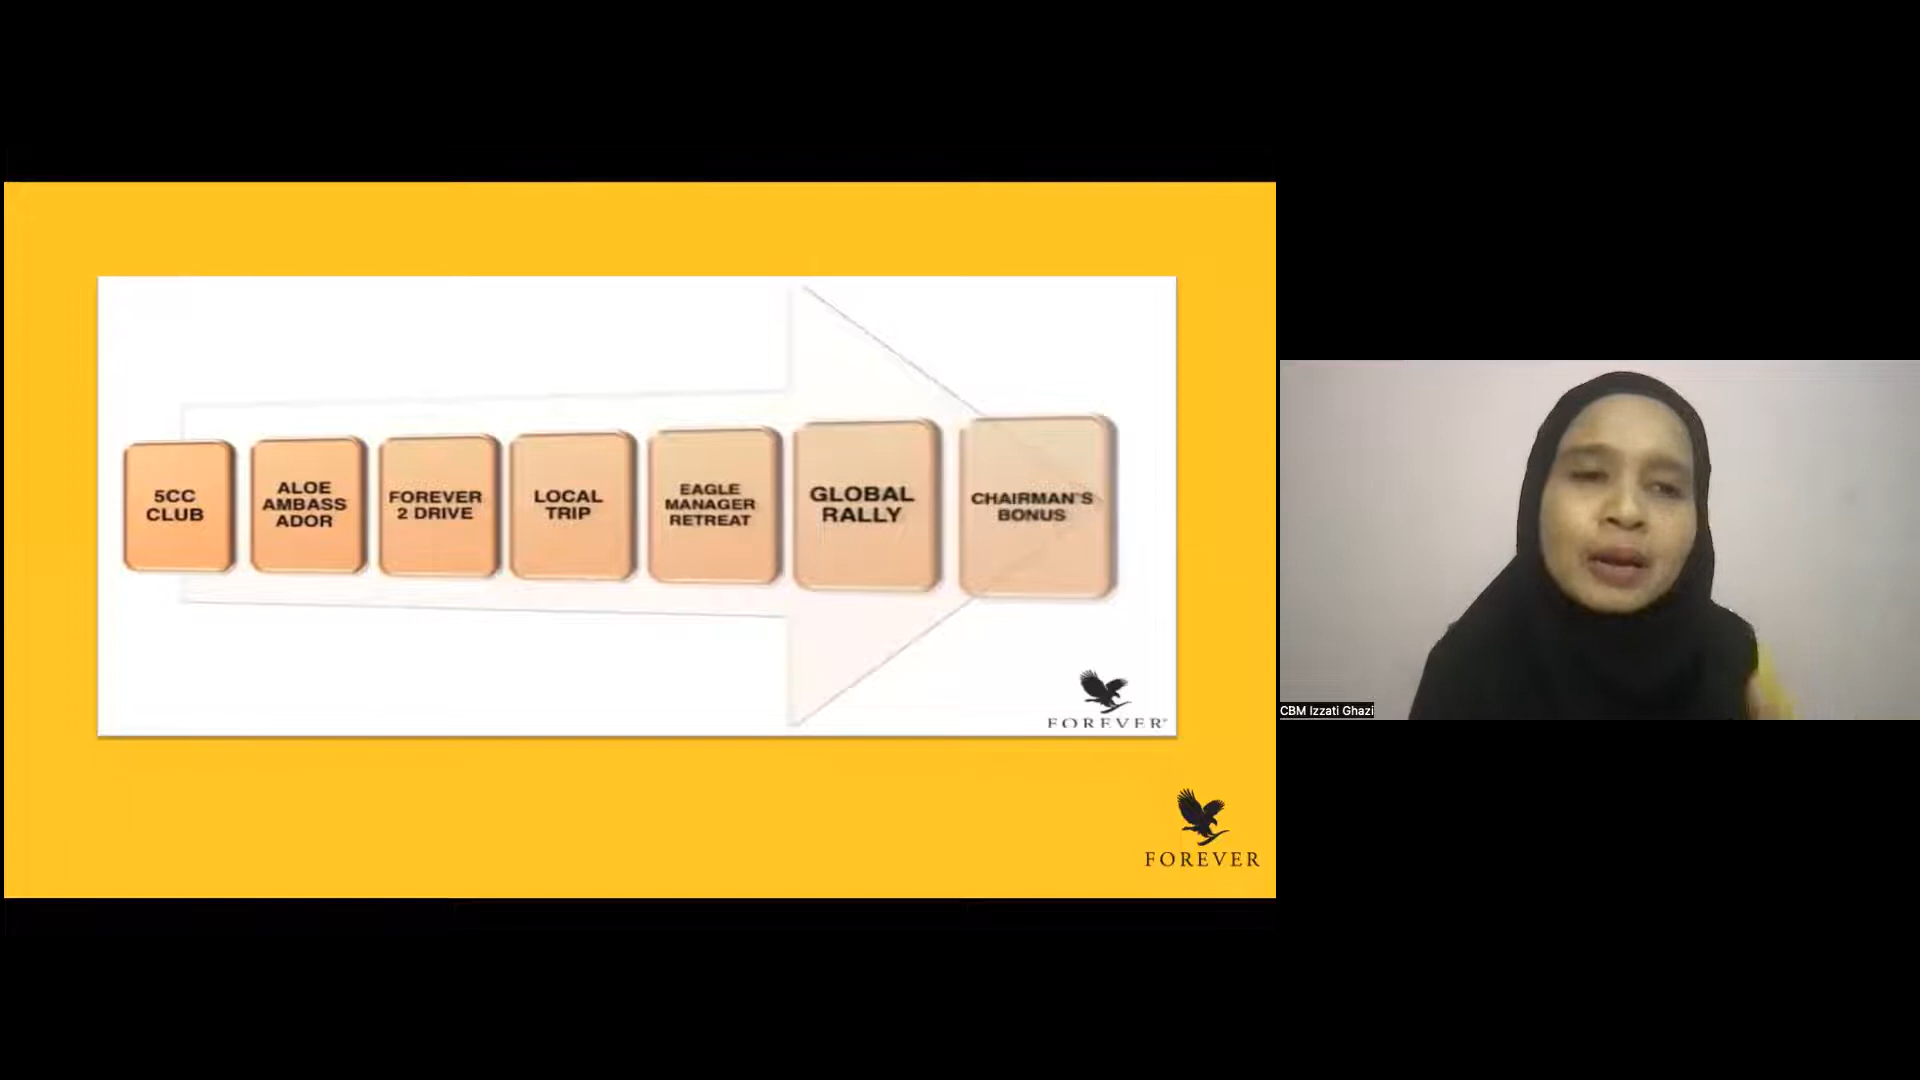 5CC
CLUB
ALOE
AMBASS
ADOR
FOREVER
2 DRIVE
LOCAL
TRIP
EAGLE
MANAGER
RETREAT
GLOBAL
RALLY
CHAIRMAN'S
BONUS
FOREVER
FOREVER
CBM Izzati Ghazi